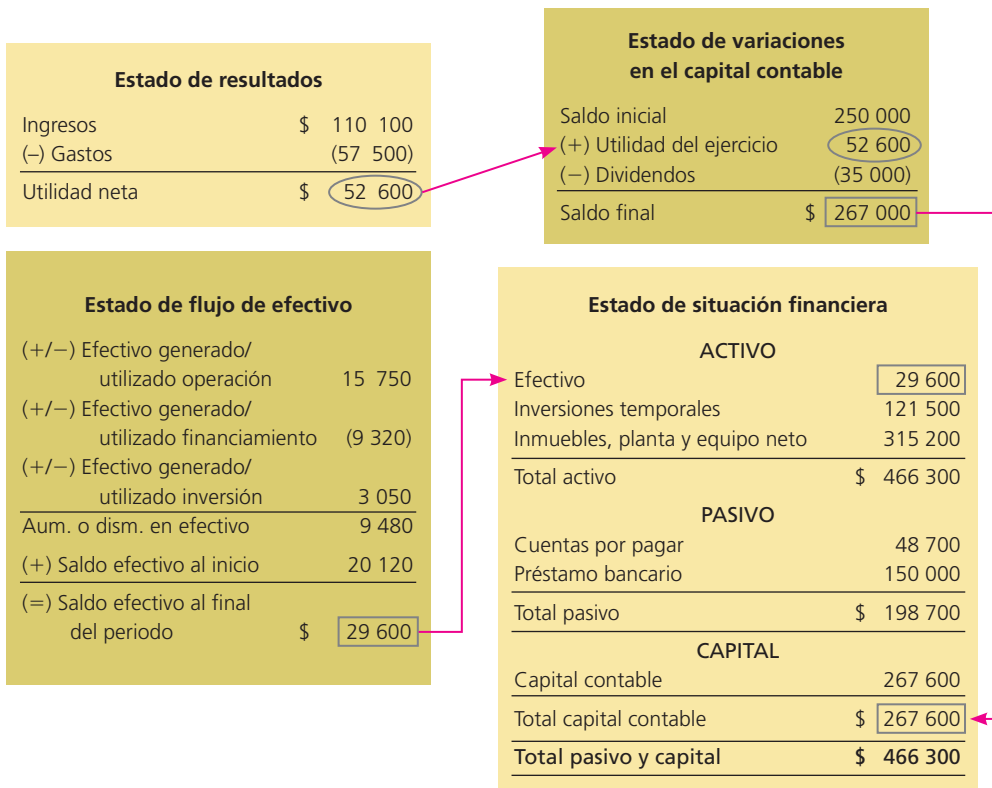 Estado de resultados
Ingresos $ 110 100
(–) Gastos (57 500)
Utilidad neta $ 52 600
Estado de variaciones
en el capital contable
Saldo inicial 250 000
(+) Utilidad del ejercicio 52 600
(−) Dividendos (35 000)
Saldo final $ 267 000
Estado de flujo de efectivo
(+/−) Efectivo generado/
utilizado operación 15 750
(+/−) Efectivo generado/
utilizado financiamiento (9 320)
(+/−) Efectivo generado/
utilizado inversión 3 050
Aum. o dism. en efectivo 9 480
(+) Saldo efectivo al inicio 20 120
(=) Saldo efectivo al final
del periodo $ 29 600
Estado de situación financiera
ACTIVO
Efectivo 29 600
Inversiones temporales 121 500
Inmuebles, planta y equipo neto 315 200
Total activo $ 466 300
PASIVO
Cuentas por pagar 48 700
Préstamo bancario 150 000
Total pasivo $ 198 700
CAPITAL
Capital contable 267 600
Total capital contable $ 267 600
Total pasivo y capital $ 466 300